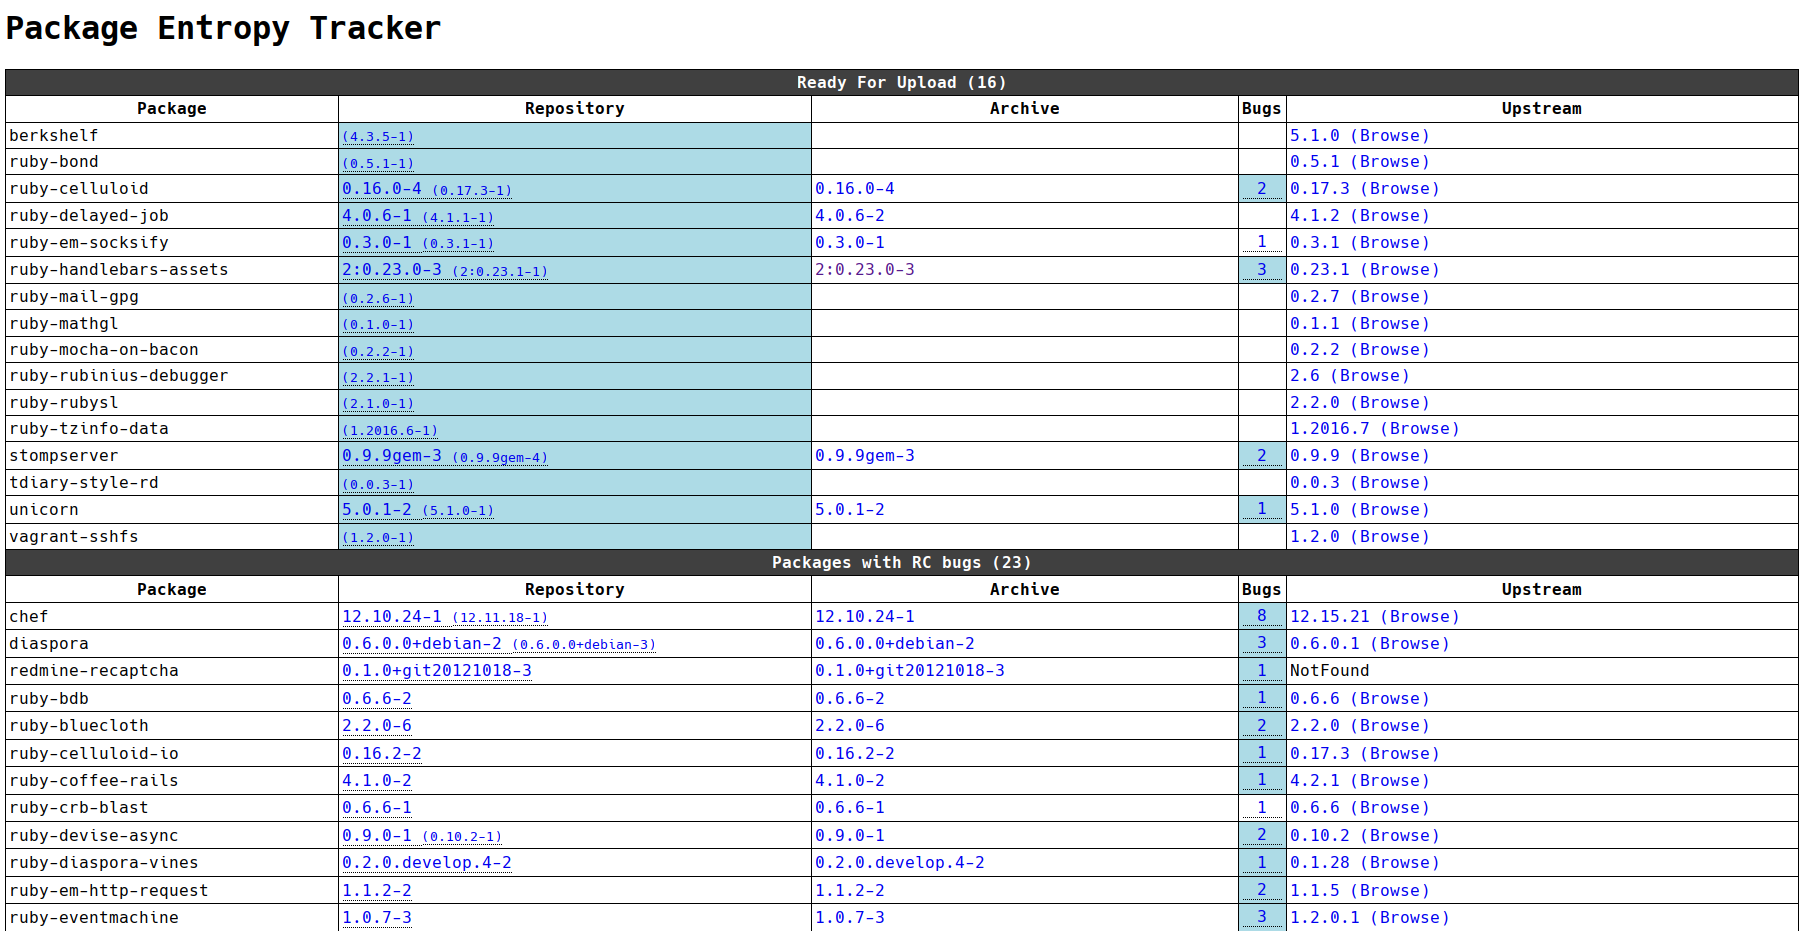 Package Entropy Tracker
Ready For Upload (16)
Package Repository Archive Bugs Upstream
berkshelf (4.3.5-1) 5.1.0 (Browse)
ruby-bond (0.5.1-1) 0.5.1 (Browse)
ruby-celluloid 0.16.0-4 (0.17.3-1) 0.16.0-4 2 0.17.3 (Browse)
ruby-delayed-job 4.0.6-1 (4.1.1-1) 4.0.6-2 4.1.2 (Browse)
ruby-em-socksify 0.3.0-1 (0.3.1-1) 0.3.0-1 1 0.3.1 (Browse)
ruby-handlebars-assets 2:0.23.0-3 (2:0.23.1-1) 2:0.23.0-3 3 0.23.1 (Browse)
ruby-mail-gpg (0.2.6-1) 0.2.7 (Browse)
ruby-mathgl (0.1.0-1) 0.1.1 (Browse)
ruby-mocha-on-bacon (0.2.2-1) 0.2.2 (Browse)
ruby-rubinius-debugger (2.2.1-1) 2.6 (Browse)
ruby-rubysl (2.1.0-1) 2.2.0 (Browse)
ruby-tzinfo-data (1.2016.6-1) 1.2016.7 (Browse)
stompserver 0.9.9gem-3 (0.9.9gem-4) 0.9.9gem-3 2 0.9.9 (Browse)
tdiary-style-rd (0.0.3-1) 0.0.3 (Browse)
unicorn 5.0.1-2 (5.1.0-1) 5.0.1-2 1 5.1.0 (Browse)
vagrant-sshfs (1.2.0-1) 1.2.0 (Browse)
Packages with RC bugs (23)
Package Repository Archive Bugs Upstream
chef 12.10.24-1 (12.11.18-1) 12.10.24-1 8 12.15.21 (Browse)
diaspora 0.6.0.0+debian-2 (0.6.0.0+debian-3) 0.6.0.0+debian-2 3 0.6.0.1 (Browse)
redmine-recaptcha 0.1.0+git20121018-3 0.1.0+git20121018-3 1 NotFound
ruby-bdb 0.6.6-2 0.6.6-2 1 0.6.6 (Browse)
ruby-bluecloth 2.2.0-6 2.2.0-6 2 2.2.0 (Browse)
ruby-celluloid-io 0.16.2-2 0.16.2-2 1 0.17.3 (Browse)
ruby-coffee-rails 4.1.0-2 4.1.0-2 1 4.2.1 (Browse)
ruby-crb-blast 0.6.6-1 0.6.6-1 1 0.6.6 (Browse)
ruby-devise-async 0.9.0-1 (0.10.2-1) 0.9.0-1 2 0.10.2 (Browse)
ruby-diaspora-vines 0.2.0.develop.4-2 0.2.0.develop.4-2 1 0.1.28 (Browse)
ruby-em-http-request 1.1.2-2 1.1.2-2 2 1.1.5 (Browse)
ruby-eventmachine 1.0.7-3 1.0.7-3 3 1.2.0.1 (Browse)